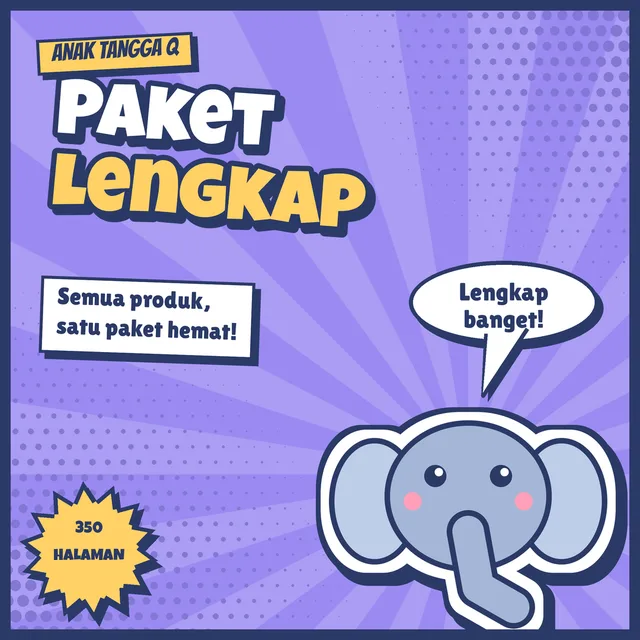 ANAK TANGGA Q
PAKET
LENGKAP
Semua produk,
satu paket hemat!
Lengkap
banget!
350
HALAMAN